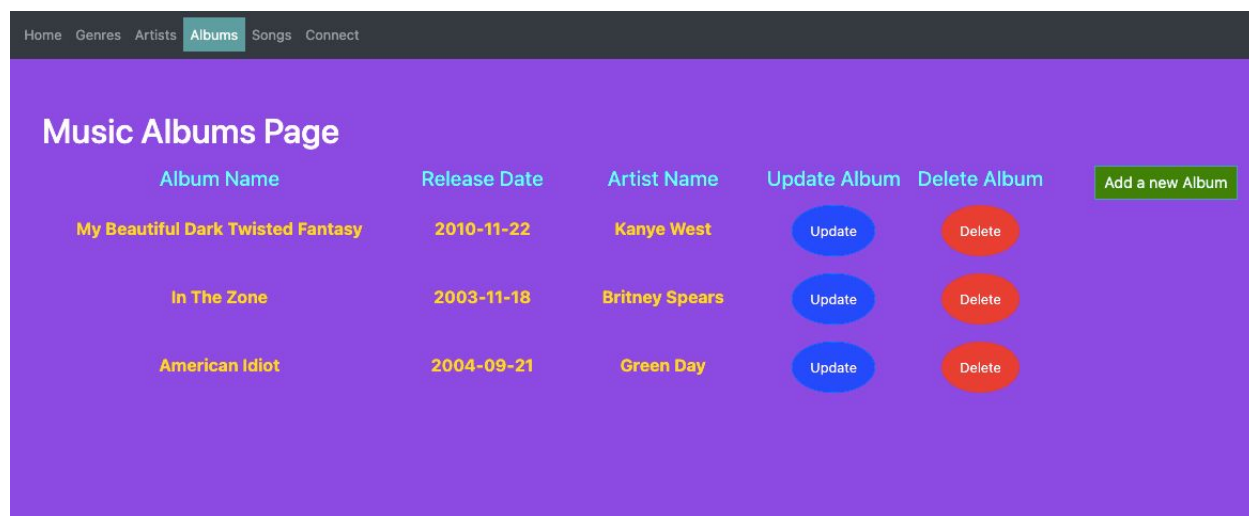 Home Genres Artists Albums Songs Connect
Music Albums Page
Album Name Release Date Artist Name Update Album Delete Album Add a new Album
My Beautiful Dark Twisted Fantasy 2010-11-22 Kanye West Update Delete
In The Zone 2003-11-18 Britney Spears Update Delete
American Idiot 2004-09-21 Green Day Update Delete